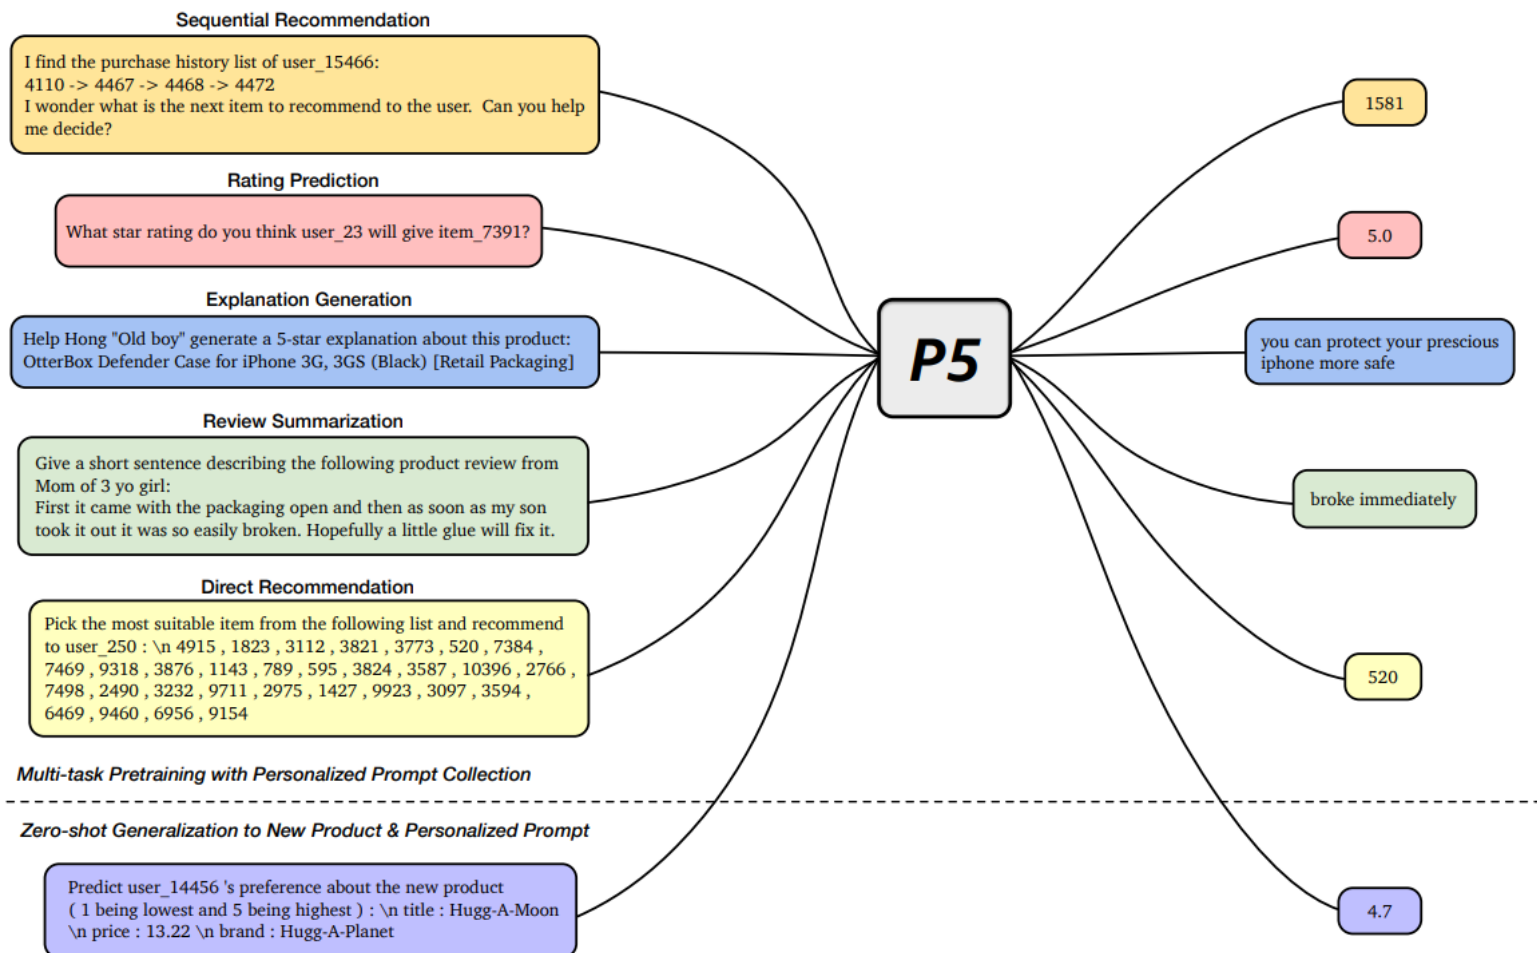 Sequential Recommendation
I find the purchase history list of user_15466:
4110 -> 4467 -> 4468 -> 4472
I wonder what is the next item to recommend to the user.  Can you help
me decide?
1581
Rating Prediction
What star rating do you think user_23 will give item_7391?
5.0
Explanation Generation
Help Hong "Old boy" generate a 5-star explanation about this product:
OtterBox Defender Case for iPhone 3G, 3GS (Black) [Retail Packaging]
P5
you can protect your prescious
iphone more safe
Review Summarization
Give a short sentence describing the following product review from
Mom of 3 yo girl:
First it came with the packaging open and then as soon as my son
took it out it was so easily broken. Hopefully a little glue will fix it.
broke immediately
Direct Recommendation
Pick the most suitable item from the following list and recommend
to user_250 : \n 4915 , 1823 , 3112 , 3821 , 3773 , 520 , 7384 ,
7469 , 9318 , 3876 , 1143 , 789 , 595 , 3824 , 3587 , 10396 , 2766 ,
7498 , 2490 , 3232 , 9711 , 2975 , 1427 , 9923 , 3097 , 3594 ,
6469 , 9460 , 6956 , 9154
520
Multi-task Pretraining with Personalized Prompt Collection
Zero-shot Generalization to New Product & Personalized Prompt
Predict user_14456 's preference about the new product
( 1 being lowest and 5 being highest ) : \n title : Hugg-A-Moon
\n price : 13.22 \n brand : Hugg-A-Planet
4.7